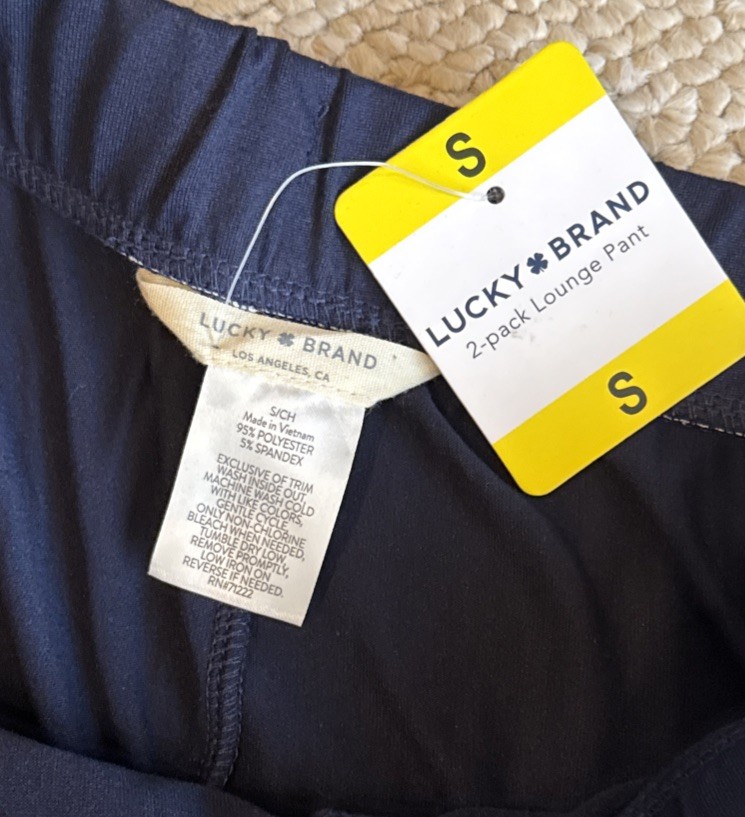 S
LUCKY BRAND
2-pack Lounge Pant
S
LUCKY BRAND
LOS ANGELES, CA
S/CH
Made in Vietnam
95% POLYESTER
5% SPANDEX
EXCLUSIVE OF TRIM
WASH INSIDE OUT,
MACHINE WASH COLD
WITH LIKE COLORS,
GENTLE CYCLE,
ONLY NON-CHLORINE
BLEACH WHEN NEEDED,
TUMBLE DRY LOW,
REMOVE PROMPTLY,
LOW IRON ON
REVERSE IF NEEDED.
RN#71222